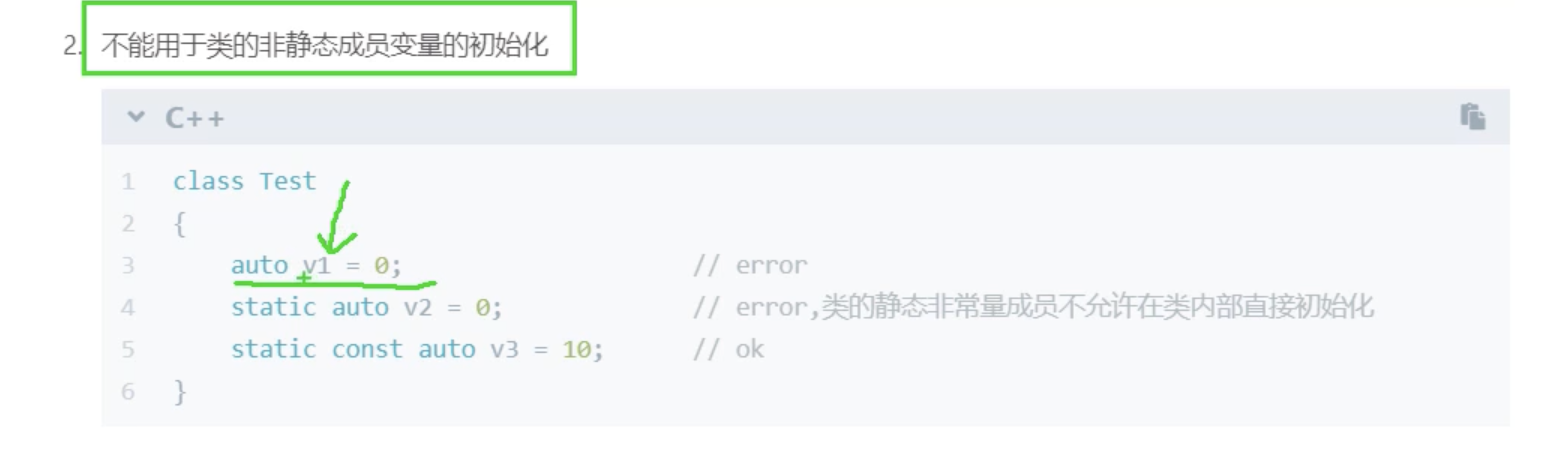 2. 不能用于类的非静态成员变量的初始化
C++
1 class Test
2 {
3 auto v1 = 0; // error
4 static auto v2 = 0; // error,类的静态非常量成员不允许在类内部直接初始化
5 static const auto v3 = 10; // ok
6 }